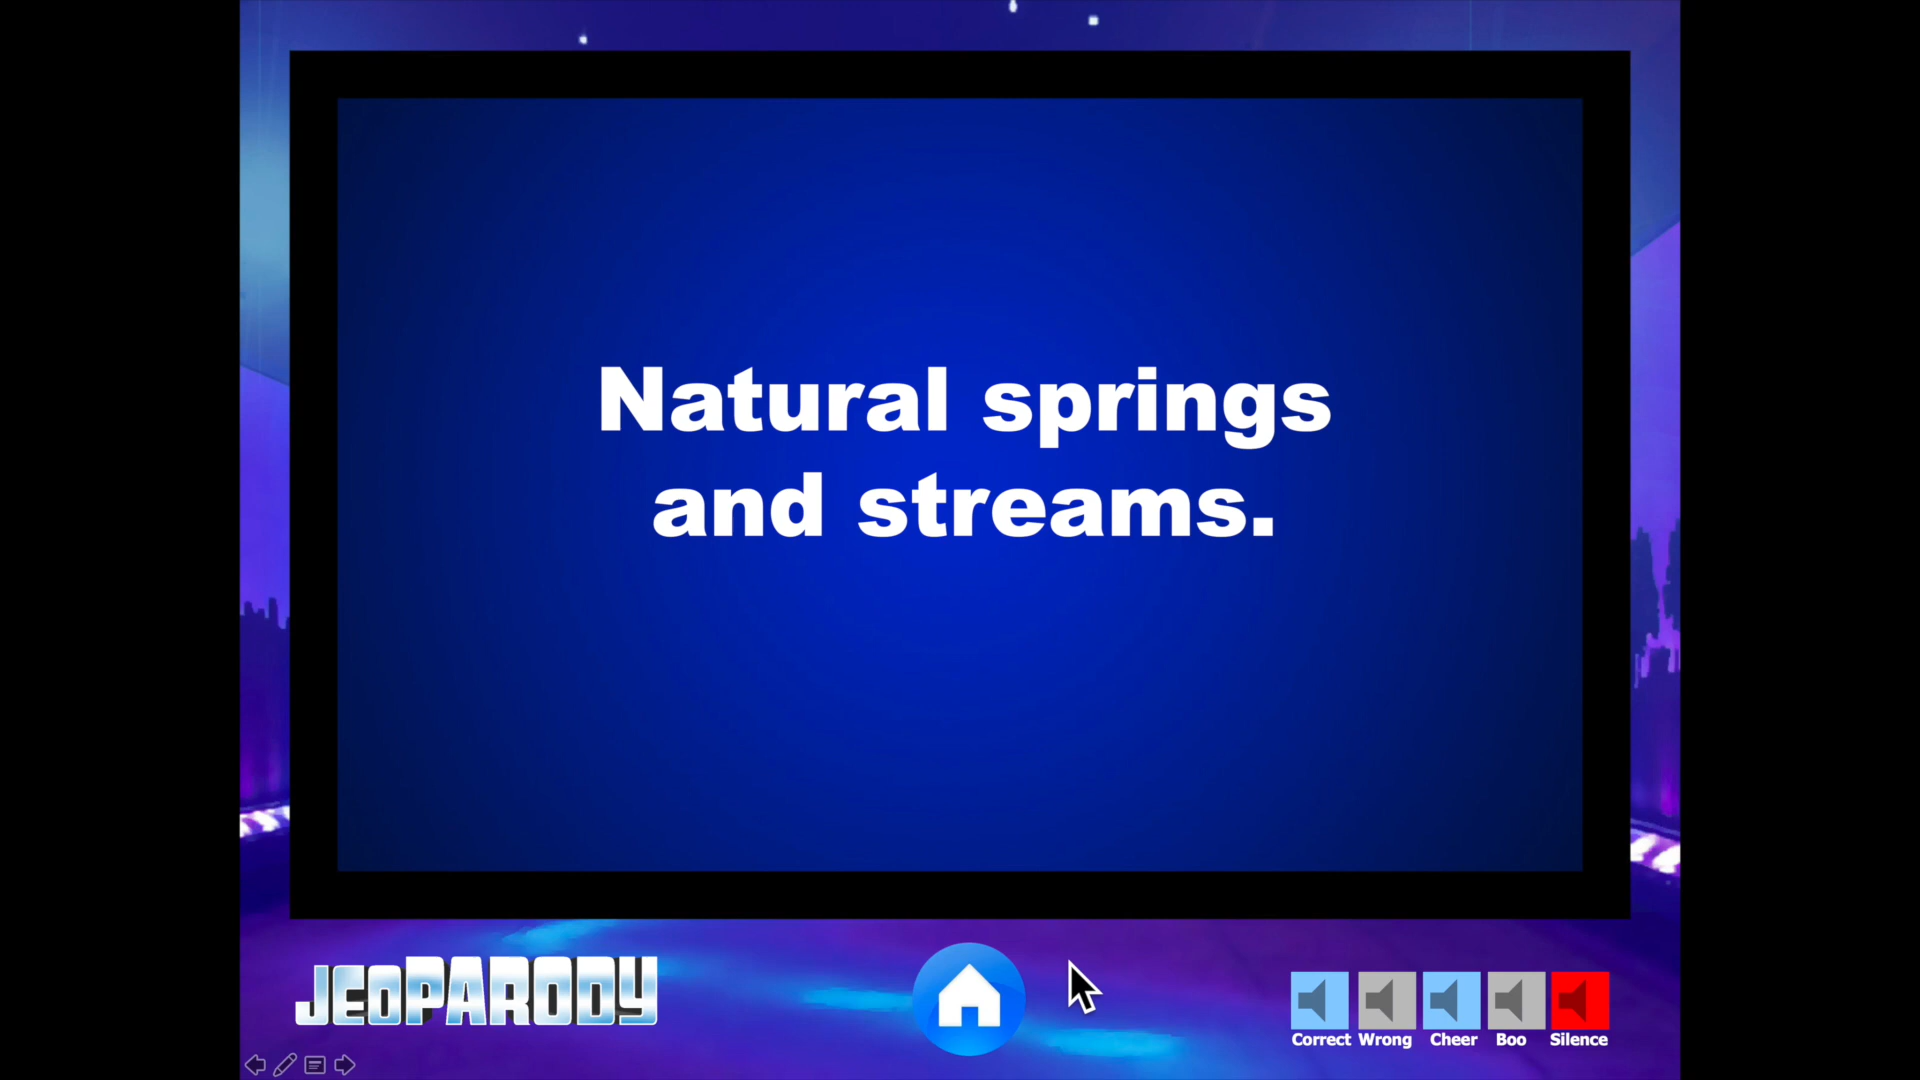 Natural springs
and streams.
JEOPARODY
Correct Wrong Cheer Boo Silence